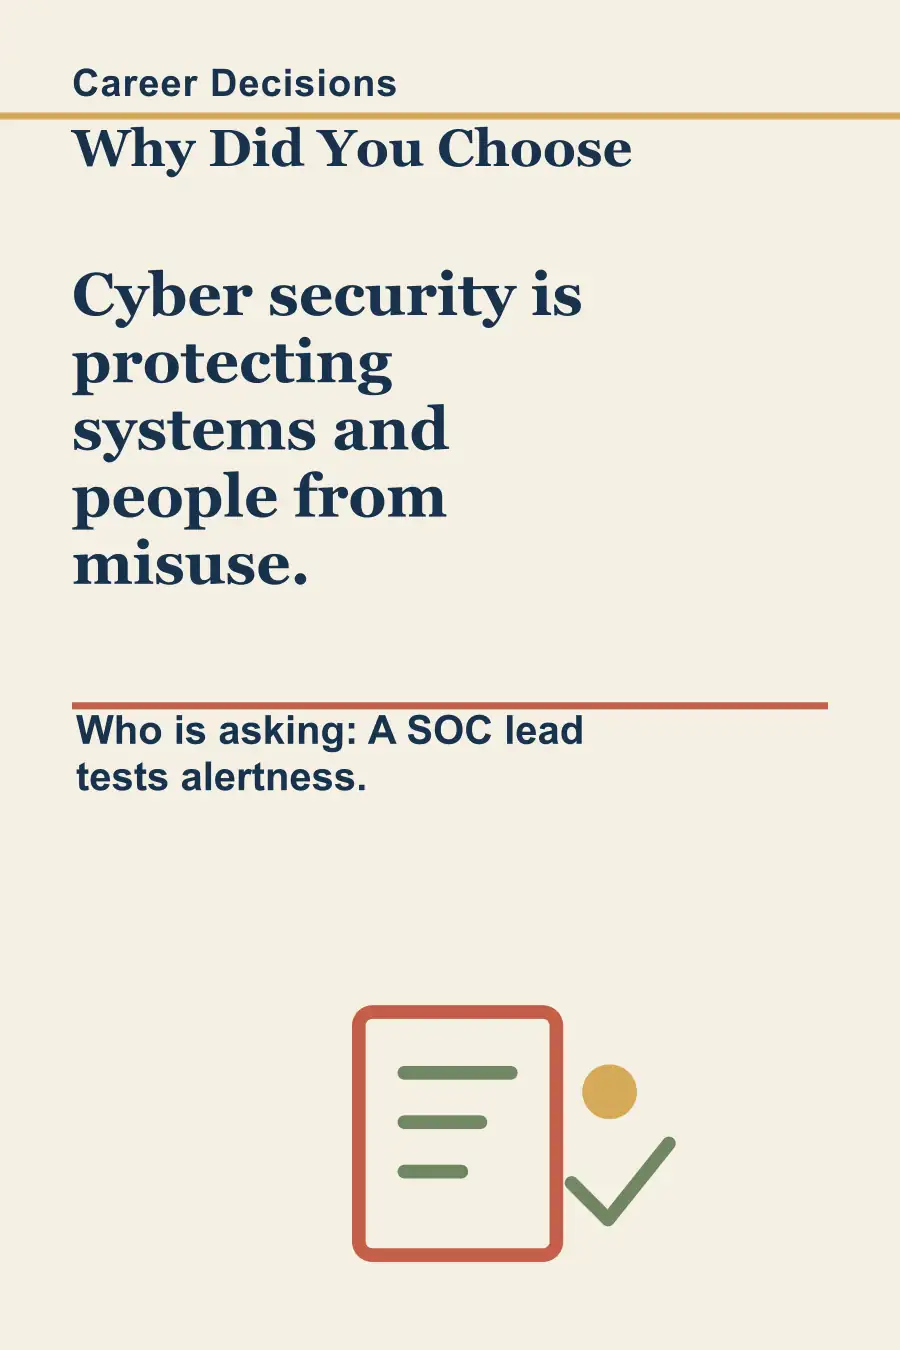 Career Decisions
Why Did You Choose
Cyber security is
protecting
systems and
people from
misuse.
Who is asking: A SOC lead
tests alertness.